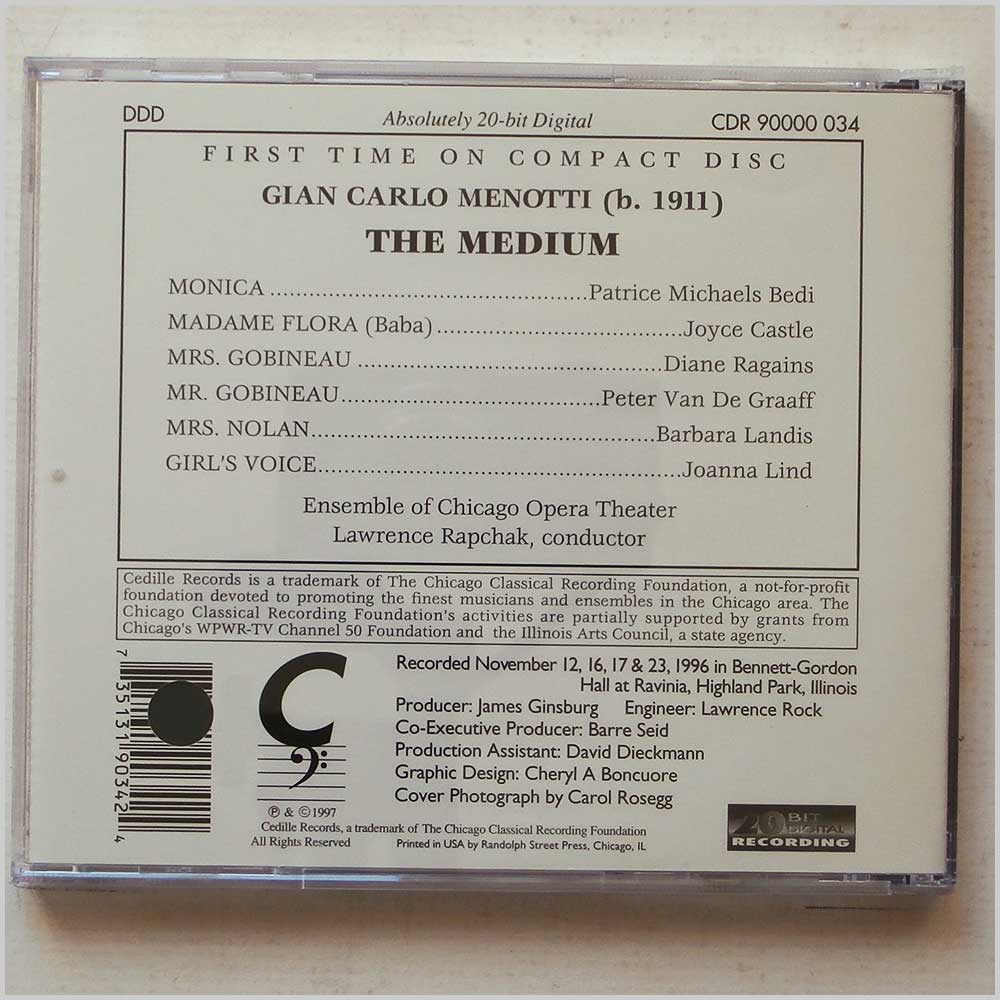 DDD Absolutely 20-bit Digital CDR 90000 034
FIRST TIME ON COMPACT DISC
GIAN CARLO MENOTTI (b. 1911)
THE MEDIUM
MONICA ........................................Patrice Michaels Bedi
MADAME FLORA (Baba)................................Joyce Castle
MRS. GOBINEAU .......................................Diane Ragains
MR. GOBINEAU.................................Peter Van De Graaff
MRS. NOLAN............................................Barbara Landis
GIRL'S VOICE...............................................Joanna Lind
Ensemble of Chicago Opera Theater
Lawrence Rapchak, conductor
Cedille Records is a trademark of The Chicago Classical Recording Foundation, a not-for-profit
foundation devoted to promoting the finest musicians and ensembles in the Chicago area. The
Chicago Classical Recording Foundation's activities are partially supported by grants from
Chicago's WPWR-TV Channel 50 Foundation and the Illinois Arts Council, a state agency.
7 35131 90342 4
C
Recorded November 12, 16, 17 & 23, 1996 in Bennett-Gordon
Hall at Ravinia, Highland Park, Illinois
Producer: James Ginsburg Engineer: Lawrence Rock
Co-Executive Producer: Barre Seid
Production Assistant: David Dieckmann
Graphic Design: Cheryl A Boncuore
Cover Photograph by Carol Rosegg
℗ & ©1997
Cedille Records, a trademark of The Chicago Classical Recording Foundation
All Rights Reserved Printed in USA by Randolph Street Press, Chicago, IL
20 BIT
DIGITAL
RECORDING